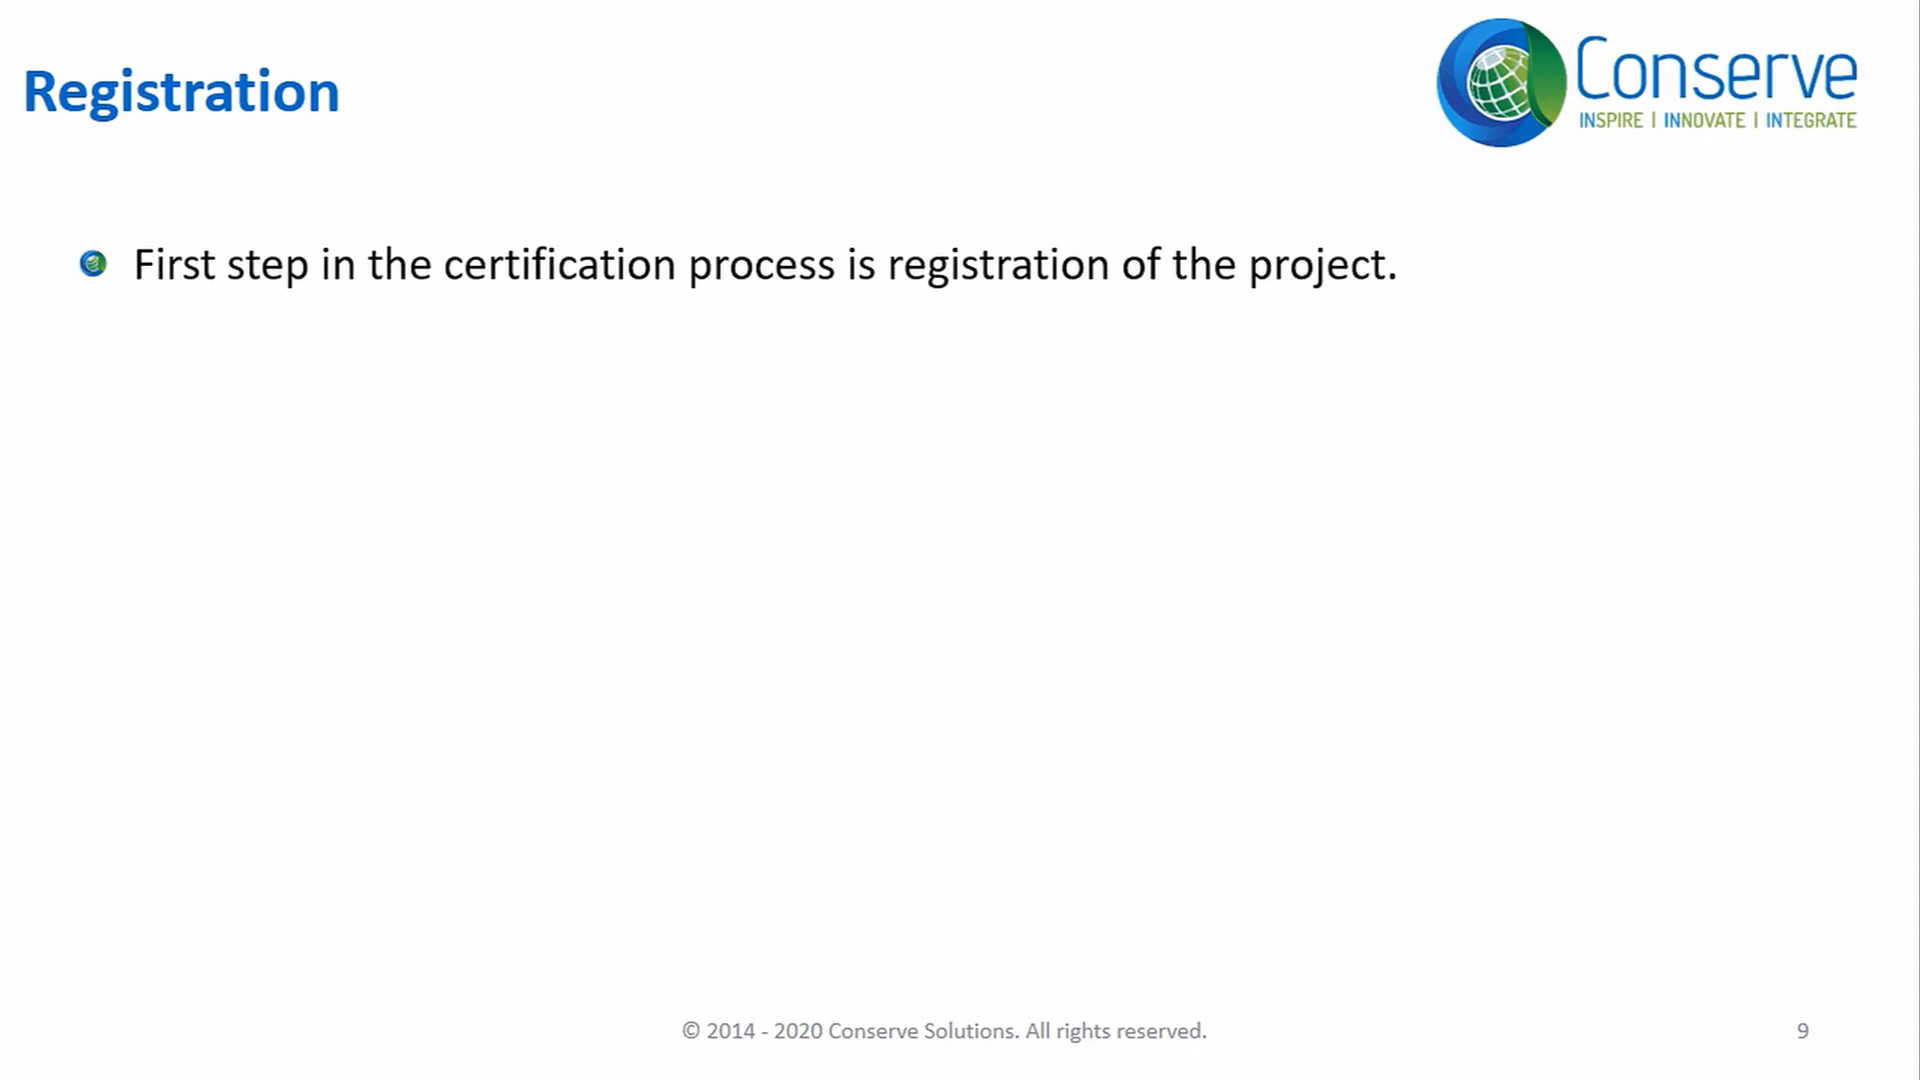 Registration
Conserve
INSPIRE | INNOVATE | INTEGRATE
First step in the certification process is registration of the project.
© 2014 - 2020 Conserve Solutions. All rights reserved.
9